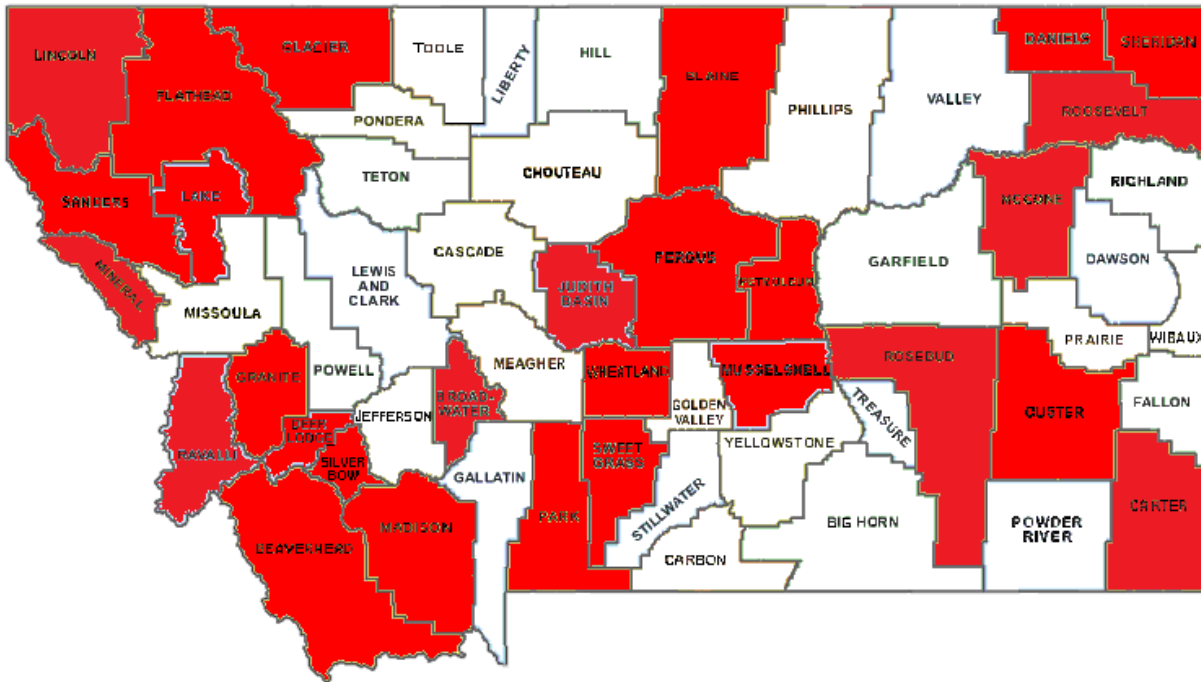 LINCOLN
FLATHEAD
GLACIER
TOOLE
LIBERTY
HILL
BLAINE
PHILLIPS
VALLEY
DANIELS
SHERIDAN
ROOSEVELT
PONDERA
TETON
CHOUTEAU
SANDERS
LAKE
MINERAL
MISSOULA
LEWIS
AND
CLARK
CASCADE
JUDITH
BASIN
FERGUS
PETROLEUM
GARFIELD
MCCONE
RICHLAND
DAWSON
PRAIRIE
WIBAUX
POWELL
GRANITE
RAVALLI
DEER
LODGE
SILVER
BOW
JEFFERSON
BROAD-
WATER
MEAGHER
WHEATLAND
GOLDEN
VALLEY
MUSSELSHELL
ROSEBUD
TREASURE
CUSTER
FALLON
YELLOWSTONE
SWEET
GRASS
STILLWATER
GALLATIN
PARK
MADISON
BEAVERHEAD
CARBON
BIG HORN
POWDER
RIVER
CARTER